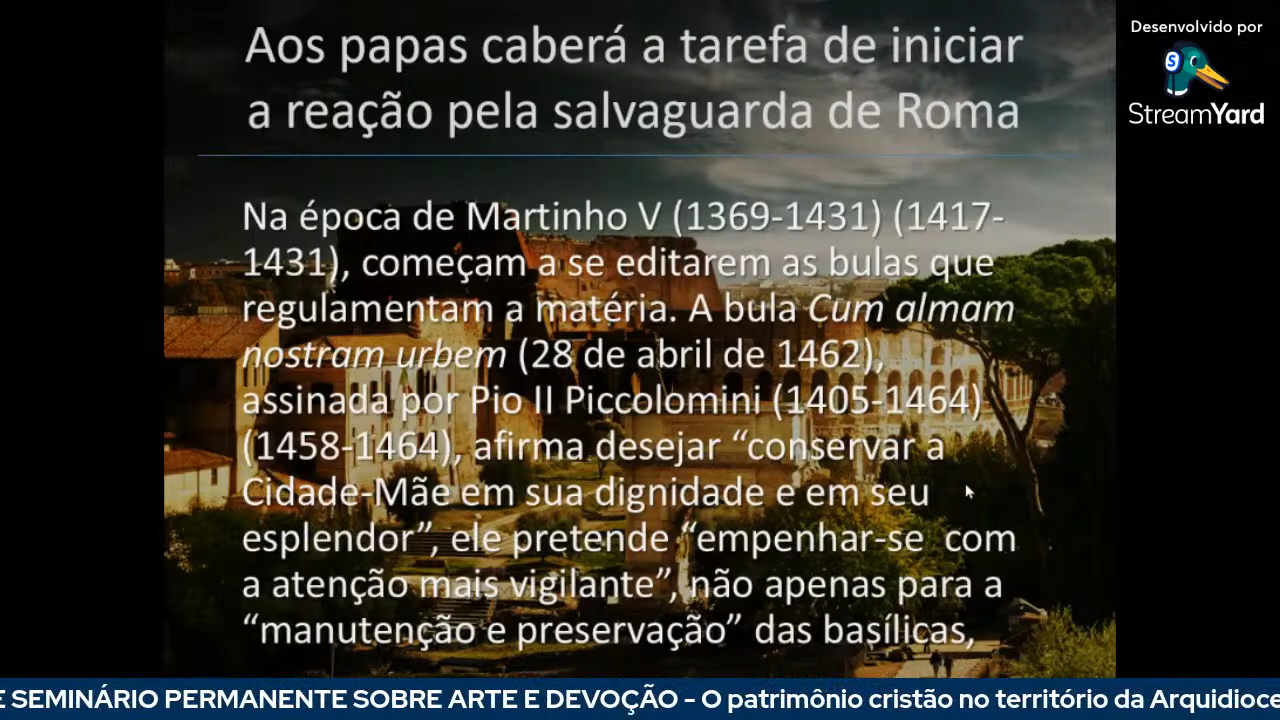 Aos papas caberá a tarefa de iniciar
a reação pela salvaguarda de Roma
Na época de Martinho V (1369-1431) (1417-
1431), começam a se editarem as bulas que
regulamentam a matéria. A bula Cum almam
nostram urbem (28 de abril de 1462),
assinada por Pio II Piccolomini (1405-1464)
(1458-1464), afirma desejar “conservar a
Cidade-Mãe em sua dignidade e em seu
esplendor”, ele pretende “empenhar-se com
a atenção mais vigilante”, não apenas para a
“manutenção e preservação” das basílicas,
Desenvolvido por
StreamYard
E SEMINÁRIO PERMANENTE SOBRE ARTE E DEVOÇÃO - O patrimônio cristão no território da Arquidioce